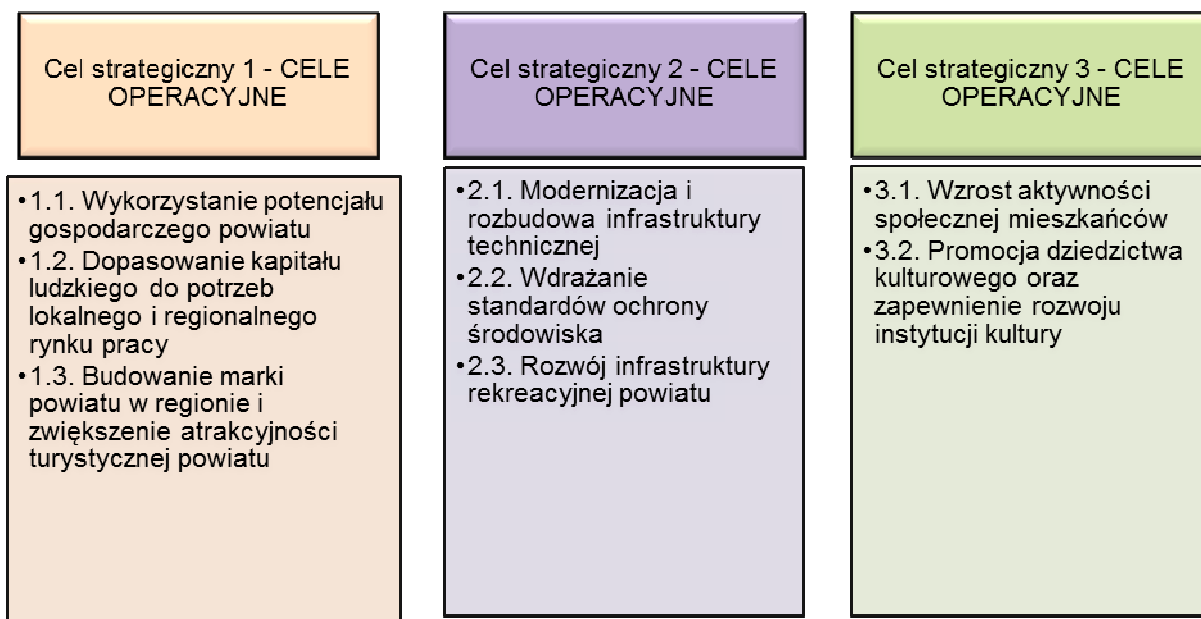 Cel strategiczny 1 - CELE
OPERACYJNE
•1.1. Wykorzystanie potencjału
gospodarczego powiatu
•1.2. Dopasowanie kapitału
ludzkiego do potrzeb
lokalnego i regionalnego
rynku pracy
•1.3. Budowanie marki
powiatu w regionie i
zwiększenie atrakcyjności
turystycznej powiatu
Cel strategiczny 2 - CELE
OPERACYJNE
•2.1. Modernizacja i
rozbudowa infrastruktury
technicznej
•2.2. Wdrażanie
standardów ochrony
środowiska
•2.3. Rozwój infrastruktury
rekreacyjnej powiatu
Cel strategiczny 3 - CELE
OPERACYJNE
•3.1. Wzrost aktywności
społecznej mieszkańców
•3.2. Promocja dziedzictwa
kulturowego oraz
zapewnienie rozwoju
instytucji kultury